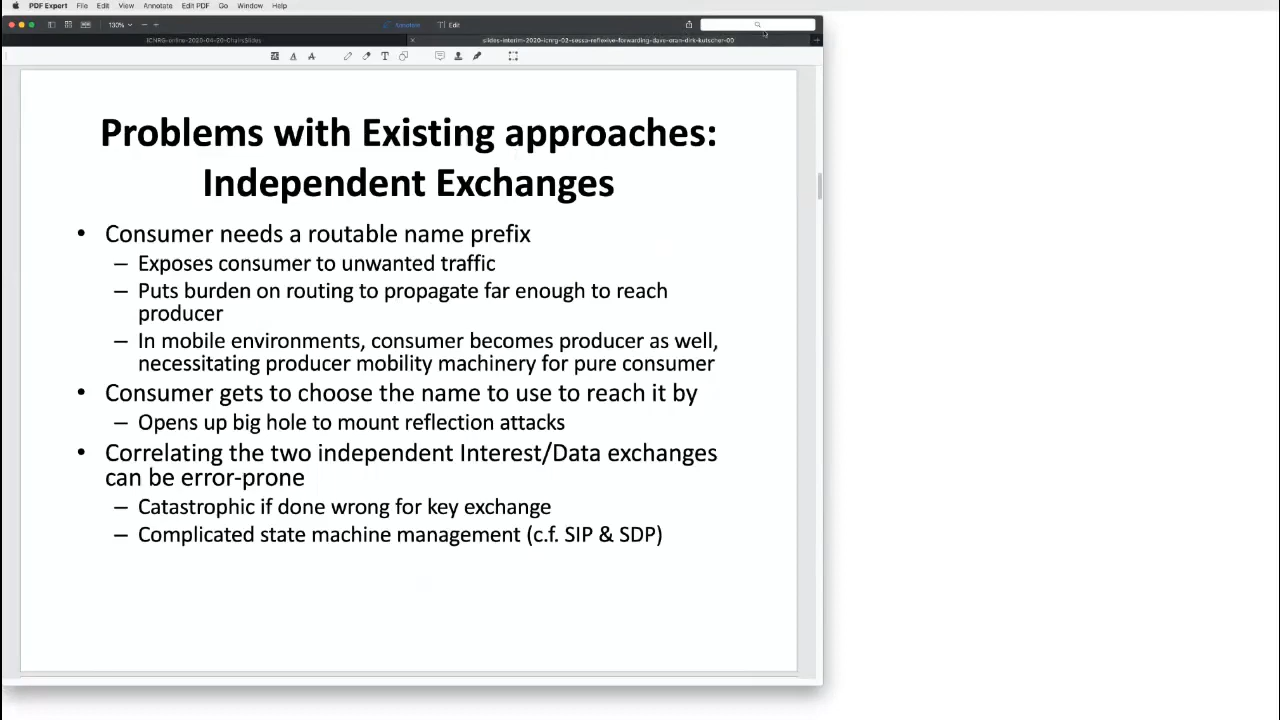 PDF Expert File Edit View Annotate Edit PDF Go Window Help
130% Annotate Edit
ICNRG-online-2020-04-20-ChairsSlides
slides-interim-2020-icnrg-02-sessa-reflexive-forwarding-dave-oran-dirk-kutscher-00
Problems with Existing approaches:
Independent Exchanges
• Consumer needs a routable name prefix
– Exposes consumer to unwanted traffic
– Puts burden on routing to propagate far enough to reach
producer
– In mobile environments, consumer becomes producer as well,
necessitating producer mobility machinery for pure consumer
• Consumer gets to choose the name to use to reach it by
– Opens up big hole to mount reflection attacks
• Correlating the two independent Interest/Data exchanges
can be error-prone
– Catastrophic if done wrong for key exchange
– Complicated state machine management (c.f. SIP & SDP)